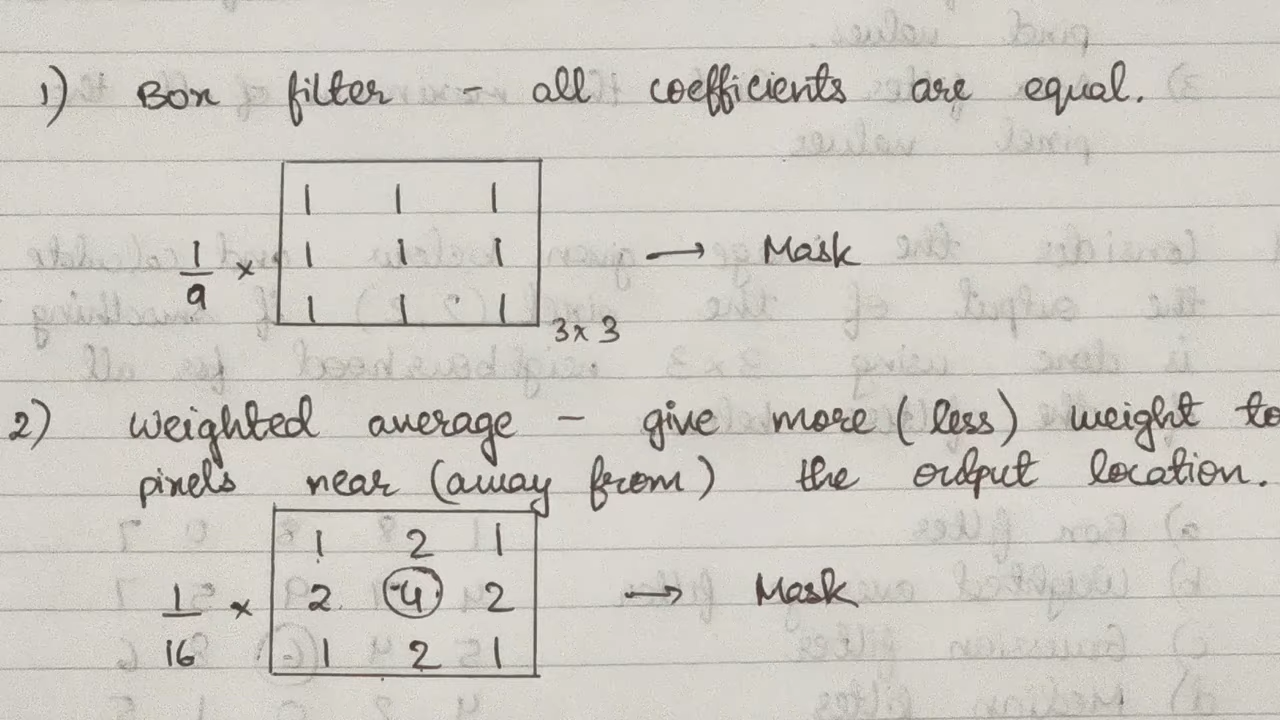 1) Box filter - all coefficients are equal.
1 1 1
1/9 × 1 1 1 → Mask
1 1 1 3×3
2) weighted average - give more (less) weight to
pixels near (away from) the output location.
1 2 1
1/16 × 2 4 2 → Mask
1 2 1